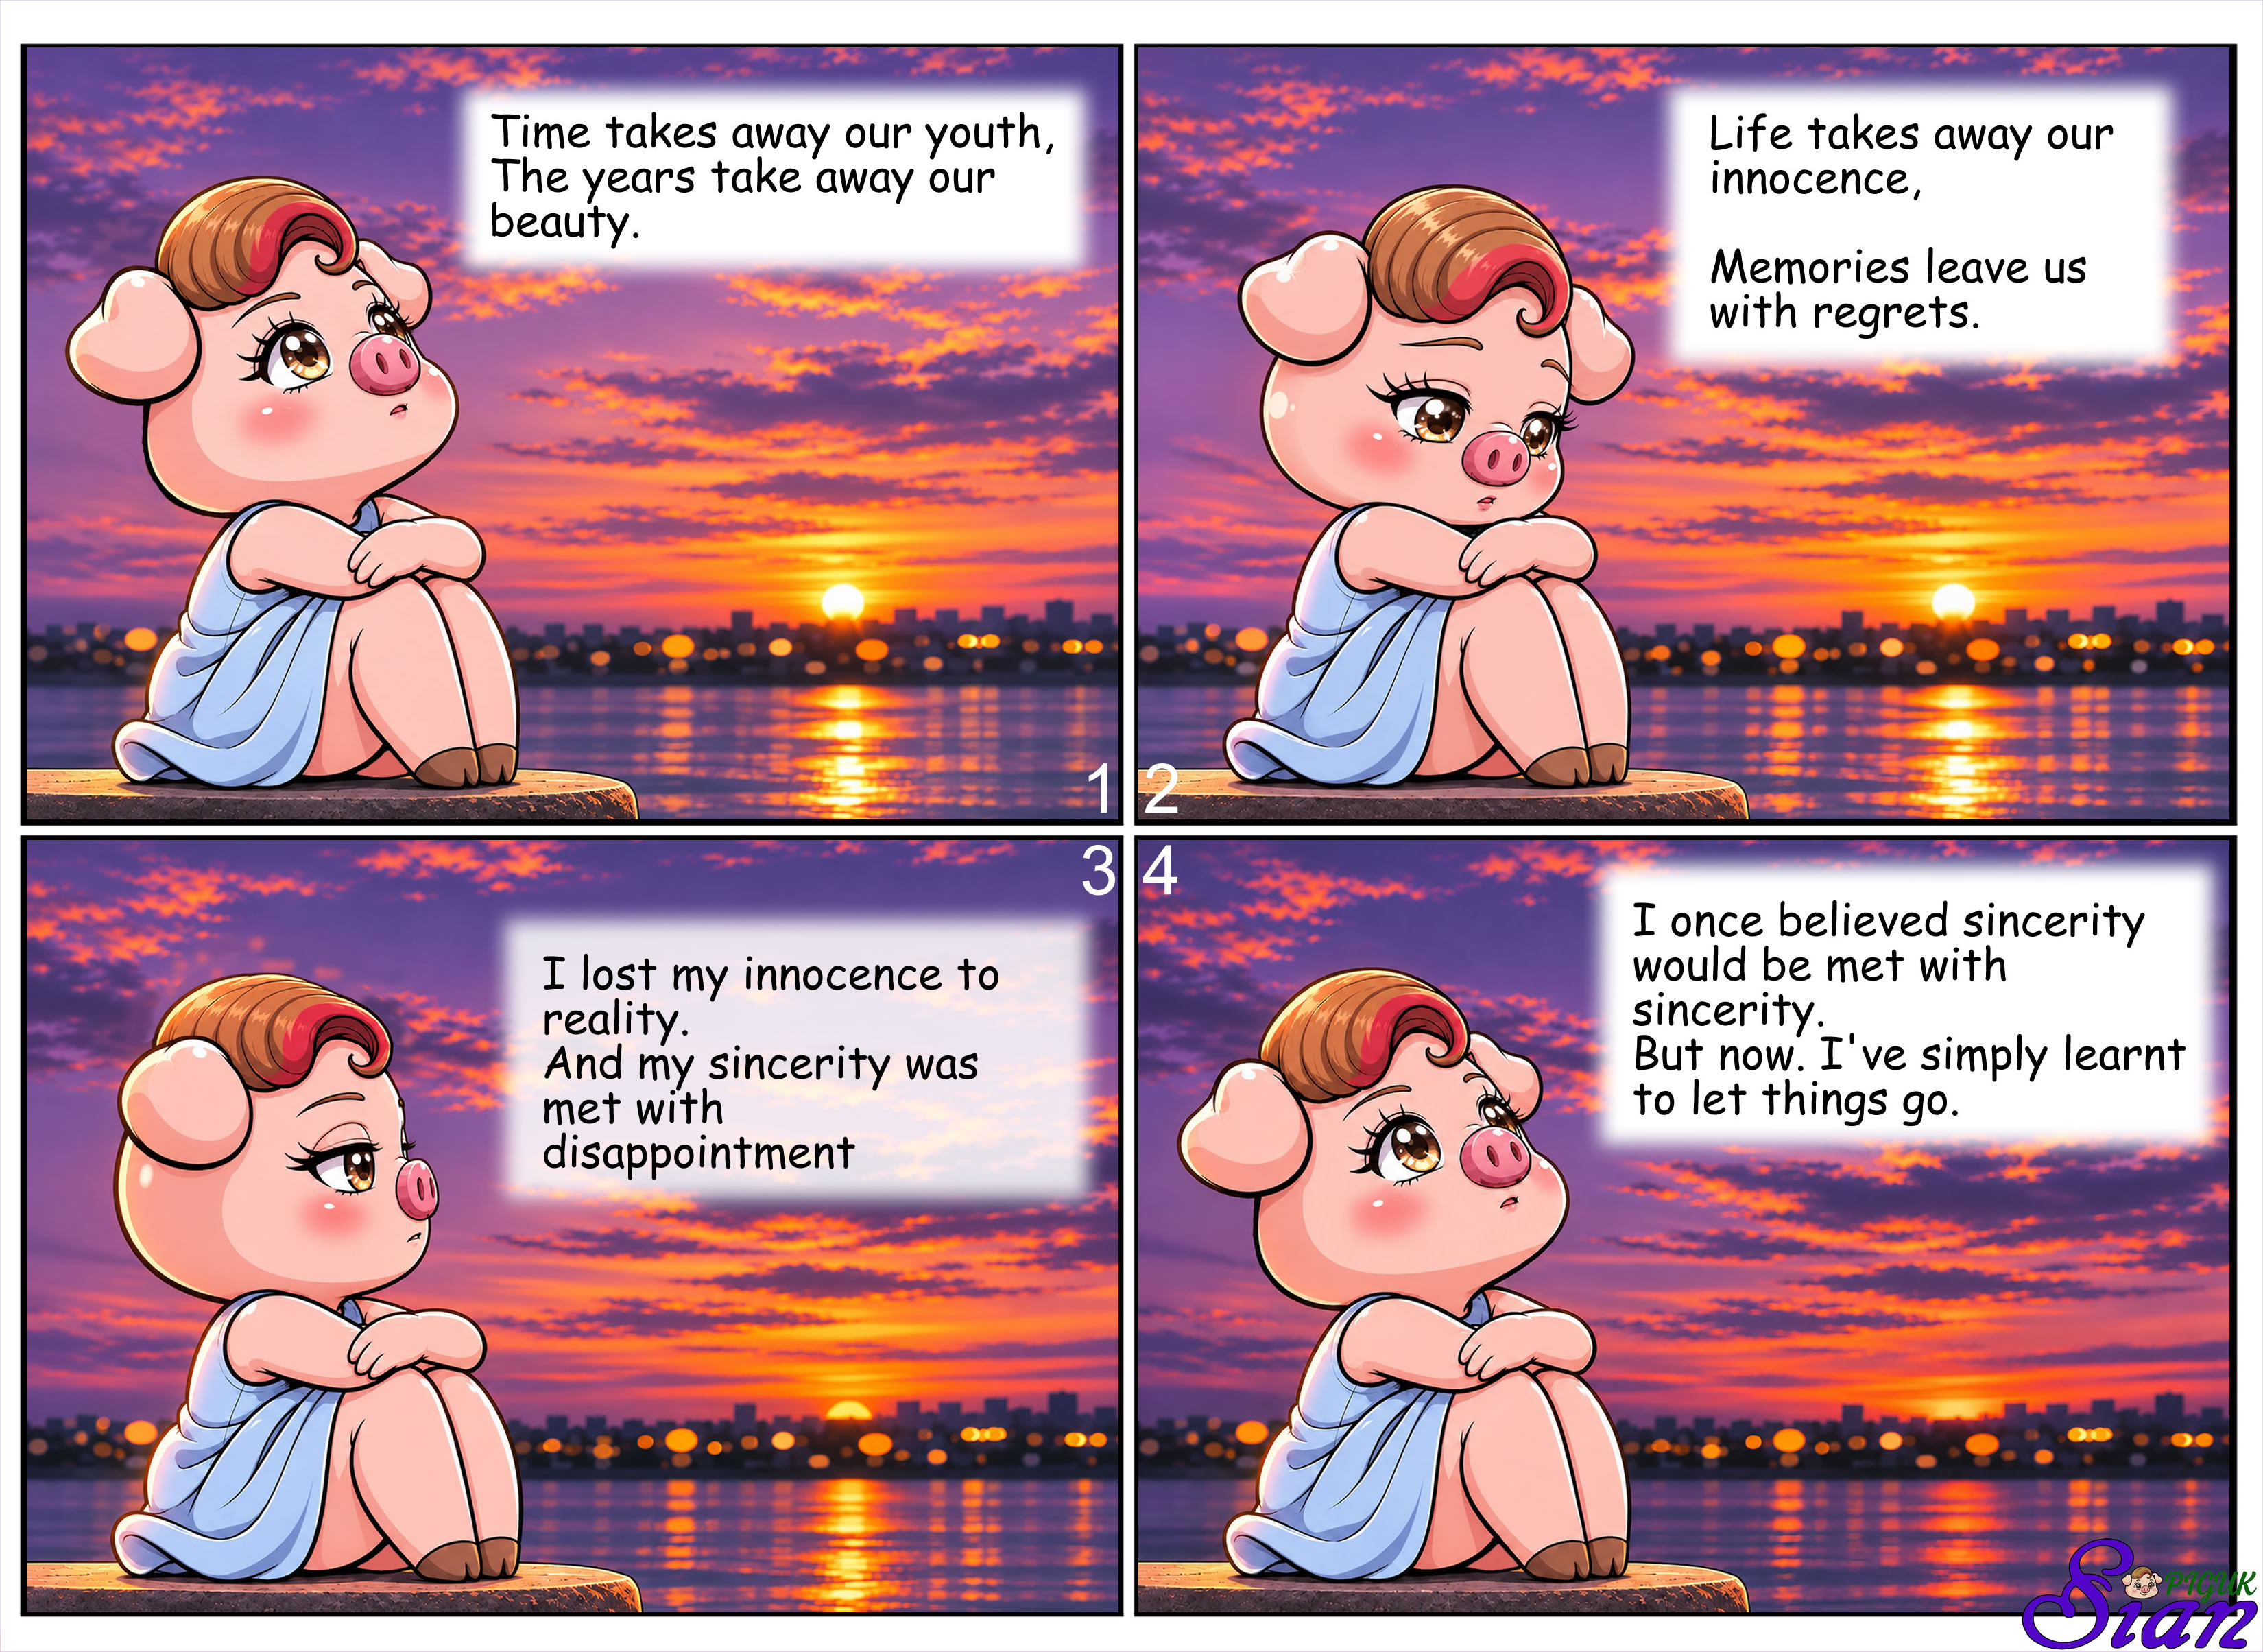 Time takes away our youth,
The years take away our
beauty.
1
Life takes away our
innocence,
Memories leave us
with regrets.
2
3
I lost my innocence to
reality.
And my sincerity was
met with
disappointment
4
I once believed sincerity
would be met with
sincerity.
But now. I've simply learnt
to let things go.
PIGUK
Sian